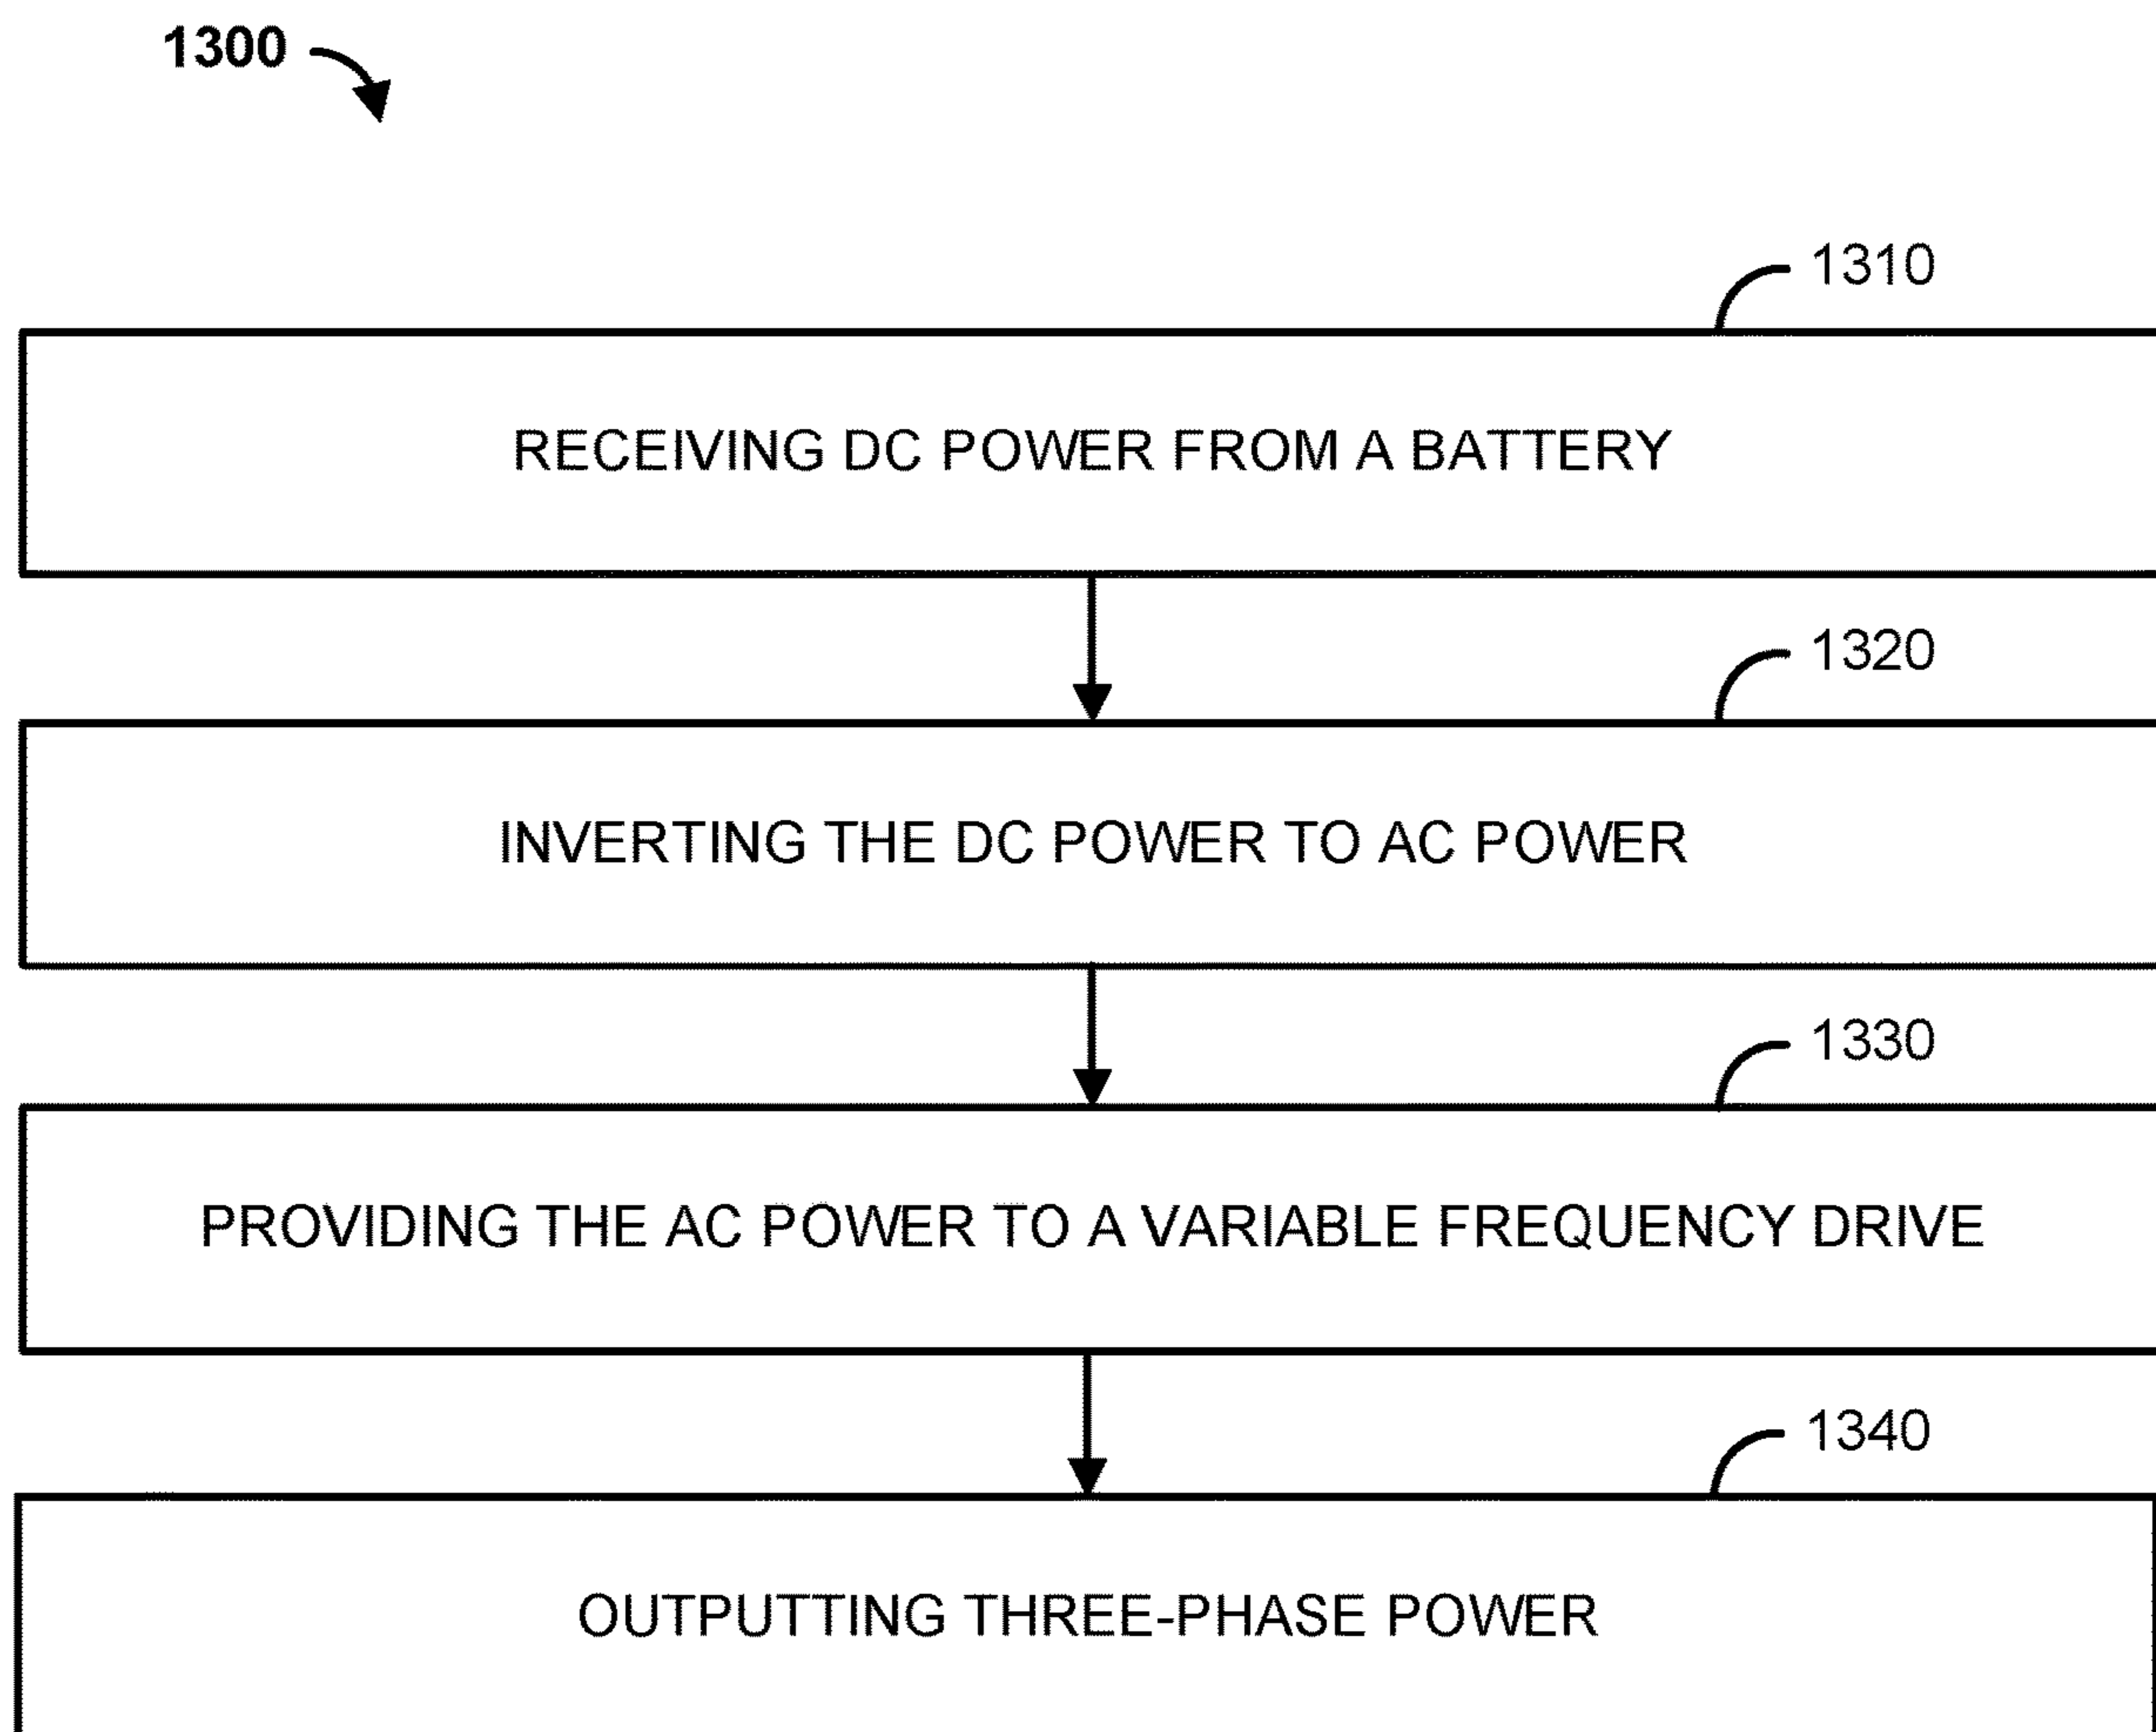 1300
1310
RECEIVING DC POWER FROM A BATTERY
1320
INVERTING THE DC POWER TO AC POWER
1330
PROVIDING THE AC POWER TO A VARIABLE FREQUENCY DRIVE
1340
OUTPUTTING THREE-PHASE POWER